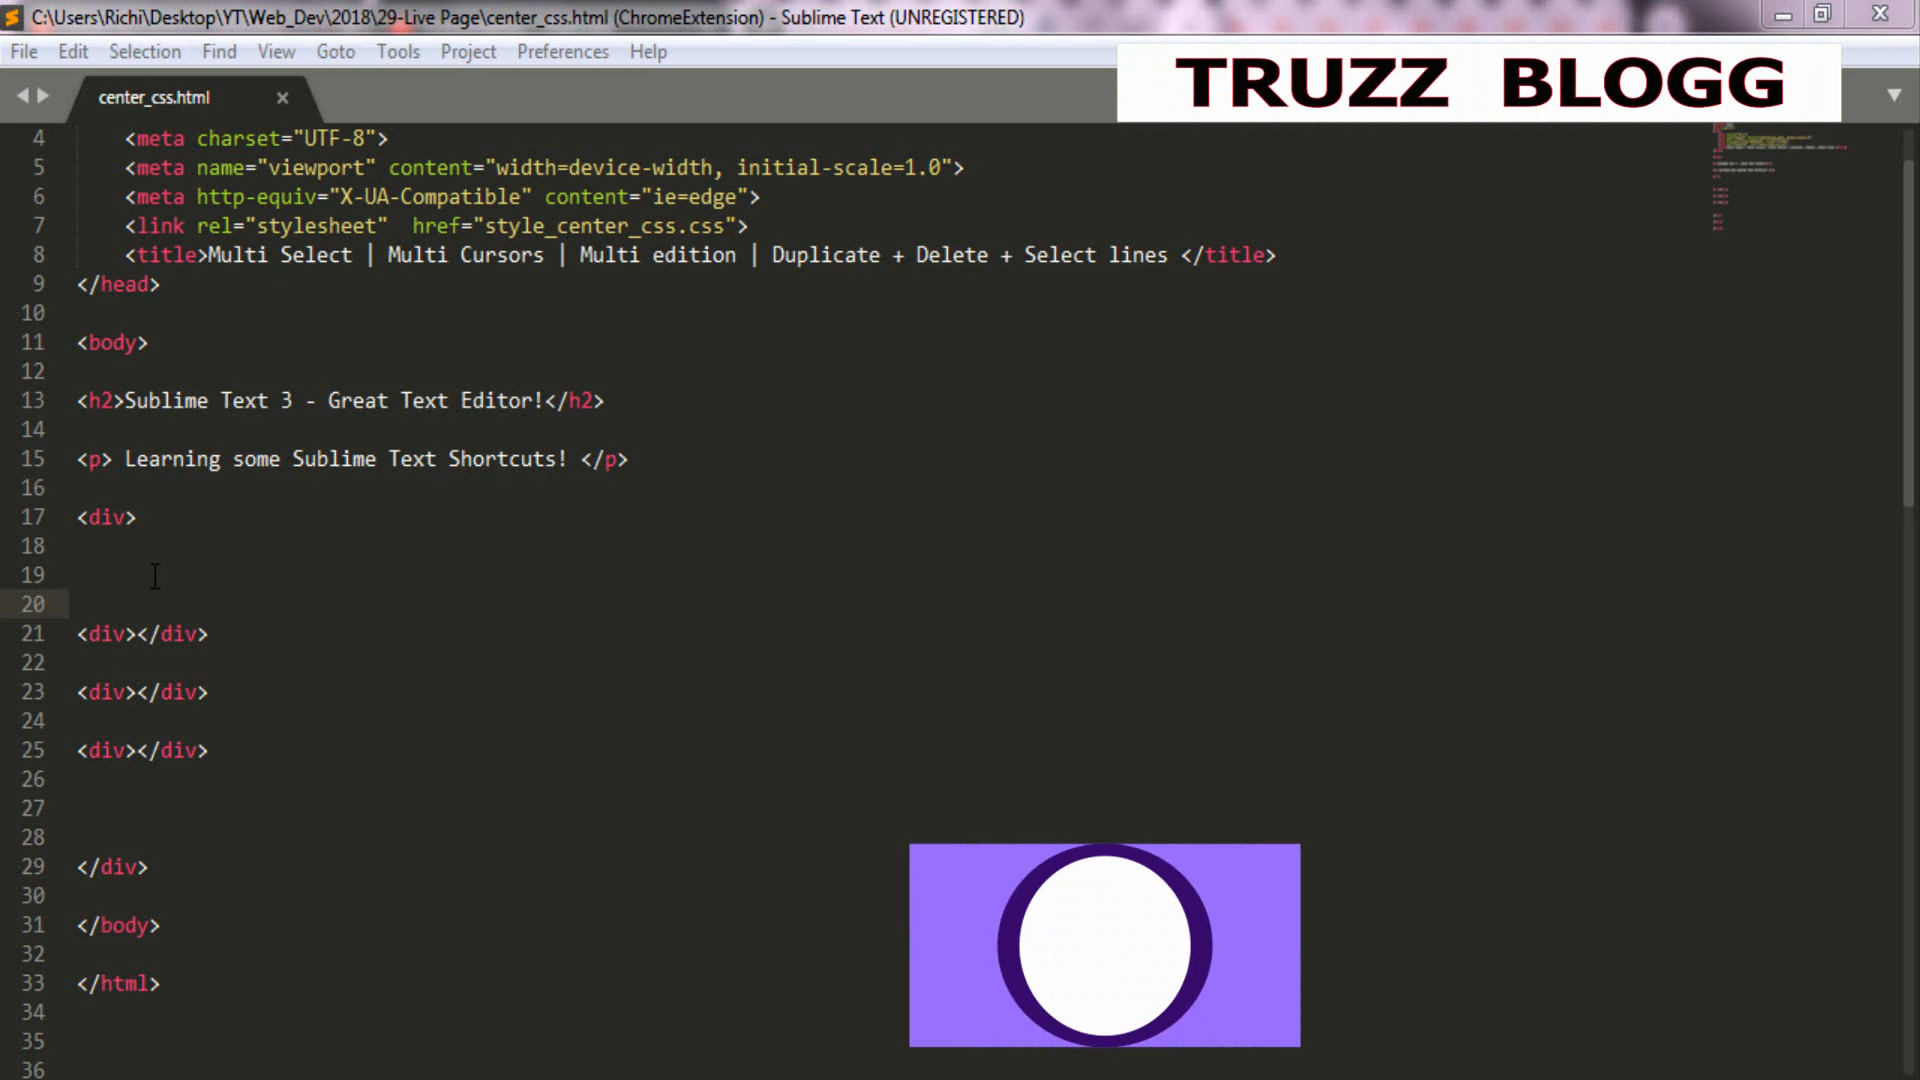 C:\Users\Richi\Desktop\YT\Web_Dev\2018\29-Live Page\center_css.html (ChromeExtension) - Sublime Text (UNREGISTERED)
File Edit Selection Find View Goto Tools Project Preferences Help
TRUZZ BLOGG
center_css.html
4 <meta charset="UTF-8">
5 <meta name="viewport" content="width=device-width, initial-scale=1.0">
6 <meta http-equiv="X-UA-Compatible" content="ie=edge">
7 <link rel="stylesheet"  href="style_center_css.css">
8 <title>Multi Select | Multi Cursors | Multi edition | Duplicate + Delete + Select lines </title>
9 </head>
10
11 <body>
12
13 <h2>Sublime Text 3 - Great Text Editor!</h2>
14
15 <p> Learning some Sublime Text Shortcuts! </p>
16
17 <div>
18
19
20
21 <div></div>
22
23 <div></div>
24
25 <div></div>
26
27
28
29 </div>
30
31 </body>
32
33 </html>
34
35
36